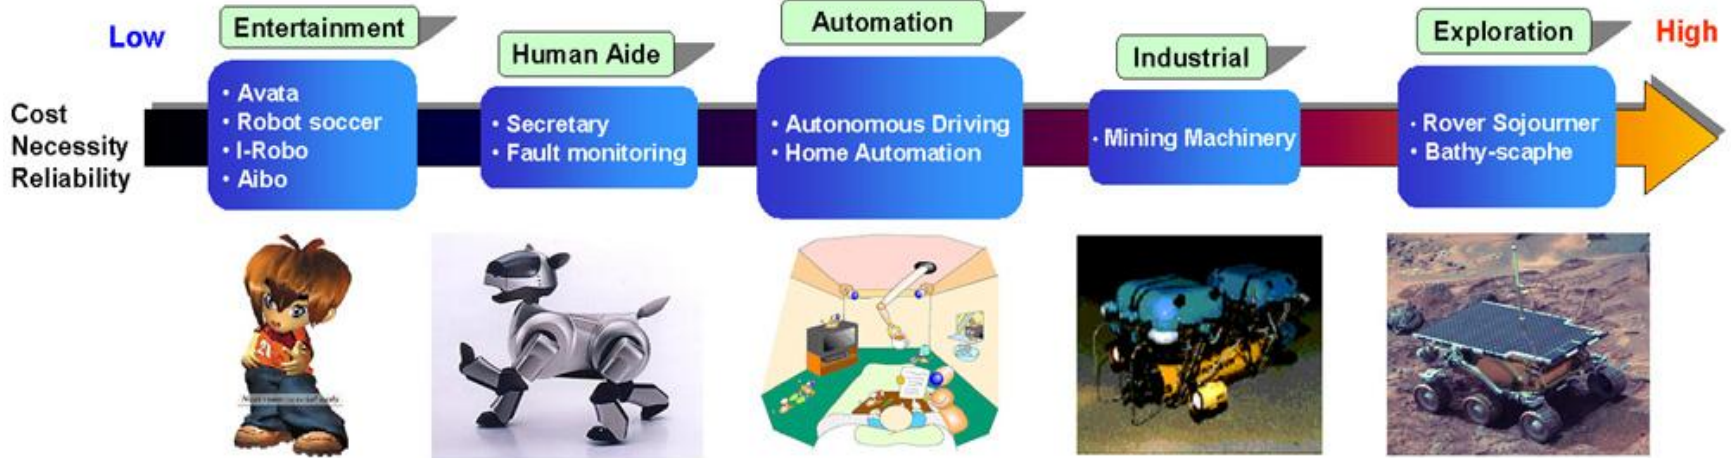 Low
Entertainment
Human Aide
Automation
Industrial
Exploration
High
Cost
Necessity
Reliability
• Avata
• Robot soccer
• I-Robo
• Aibo
• Secretary
• Fault monitoring
• Autonomous Driving
• Home Automation
· Mining Machinery
· Rover Sojourner
• Bathy-scaphe
21